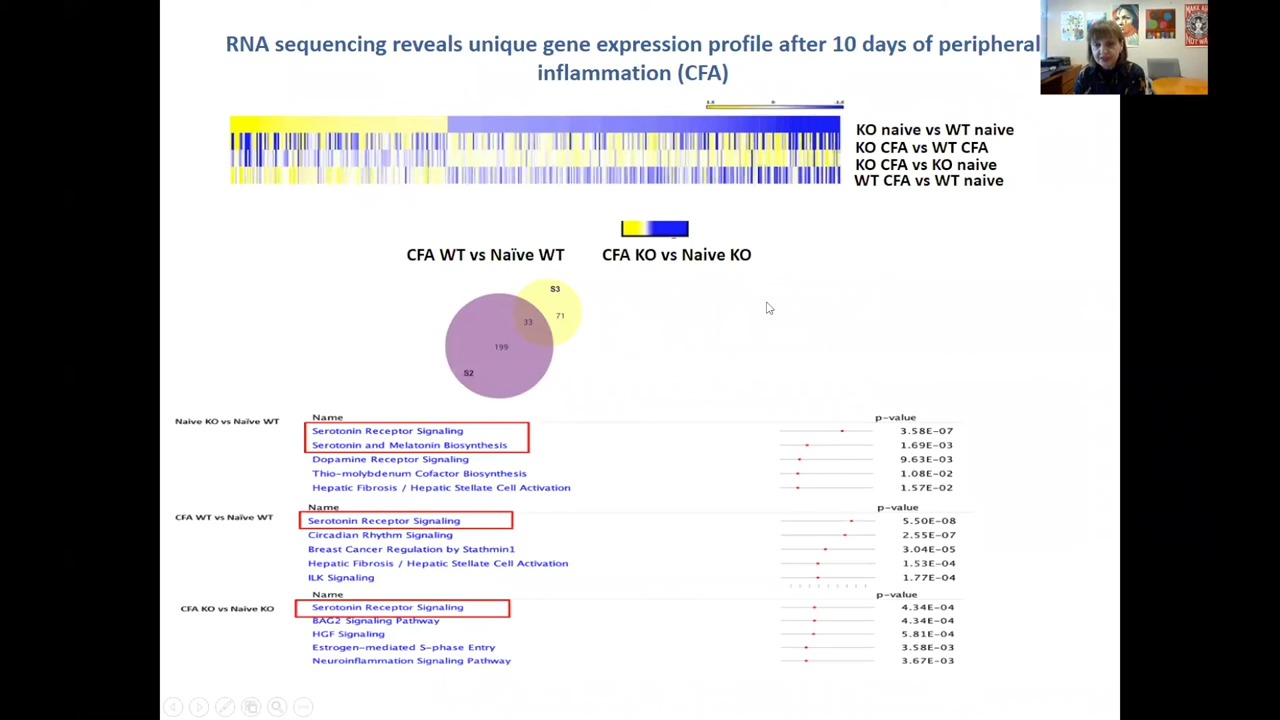 RNA sequencing reveals unique gene expression profile after 10 days of peripheral
inflammation (CFA)
KO naive vs WT naive
KO CFA vs WT CFA
KO CFA vs KO naive
WT CFA vs WT naive
CFA WT vs Naïve WT CFA KO vs Naive KO
S3
71
33
199
S2
Naive KO vs Naïve WT
Name p-value
Serotonin Receptor Signaling 3.58E-07
Serotonin and Melatonin Biosynthesis 1.69E-03
Dopamine Receptor Signaling 9.63E-03
Thio-molybdenum Cofactor Biosynthesis 1.08E-02
Hepatic Fibrosis / Hepatic Stellate Cell Activation 1.57E-02
CFA WT vs Naïve WT
Name p-value
Serotonin Receptor Signaling 5.50E-08
Circadian Rhythm Signaling 2.55E-07
Breast Cancer Regulation by Stathmin1 3.04E-05
Hepatic Fibrosis / Hepatic Stellate Cell Activation 1.53E-04
ILK Signaling 1.77E-04
CFA KO vs Naive KO
Name p-value
Serotonin Receptor Signaling 4.34E-04
BAG2 Signaling Pathway 4.34E-04
HGF Signaling 5.81E-04
Estrogen-mediated S-phase Entry 3.58E-03
Neuroinflammation Signaling Pathway 3.67E-03